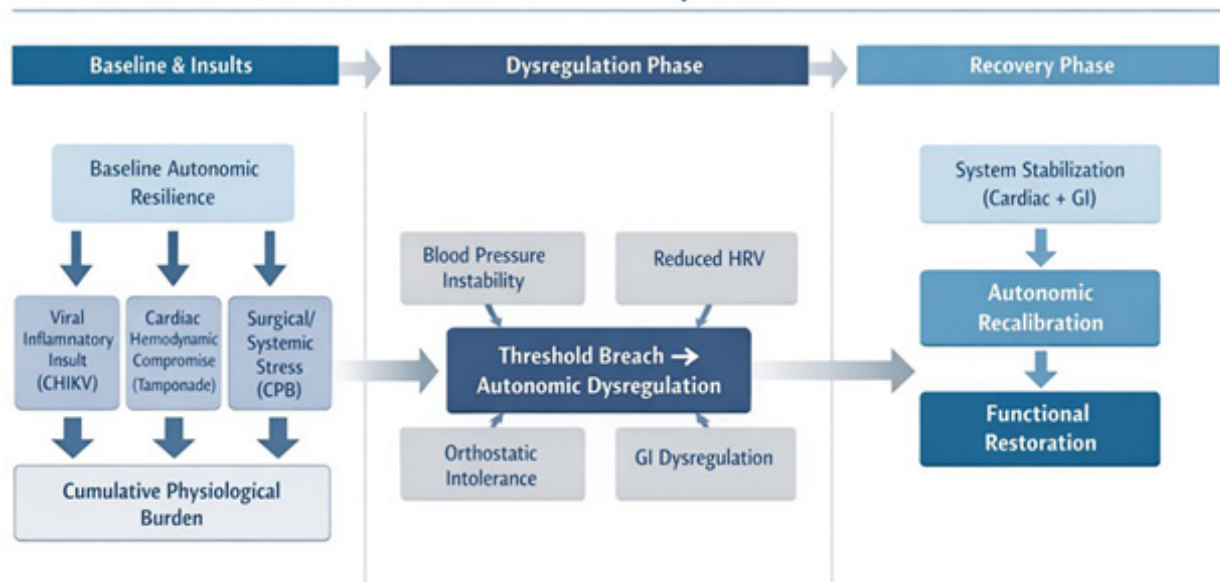 Baseline & Insults
Dysregulation Phase
Recovery Phase
Baseline Autonomic
Resilience
Viral
Inflamnatory
Insult
(CHIKV)
Cardiac
Hemodynamic
Compromise
(Tamponade)
Surgical/
Systemic
Stress
(CPB)
Cumulative Physiological
Burden
Blood Pressure
Instability
Reduced HRV
Threshold Breach →
Autonomic Dysregulation
Orthostatic
Intolerance
GI Dysregulation
System Stabilization
(Cardiac + GI)
Autonomic
Recalibration
Functional
Restoration